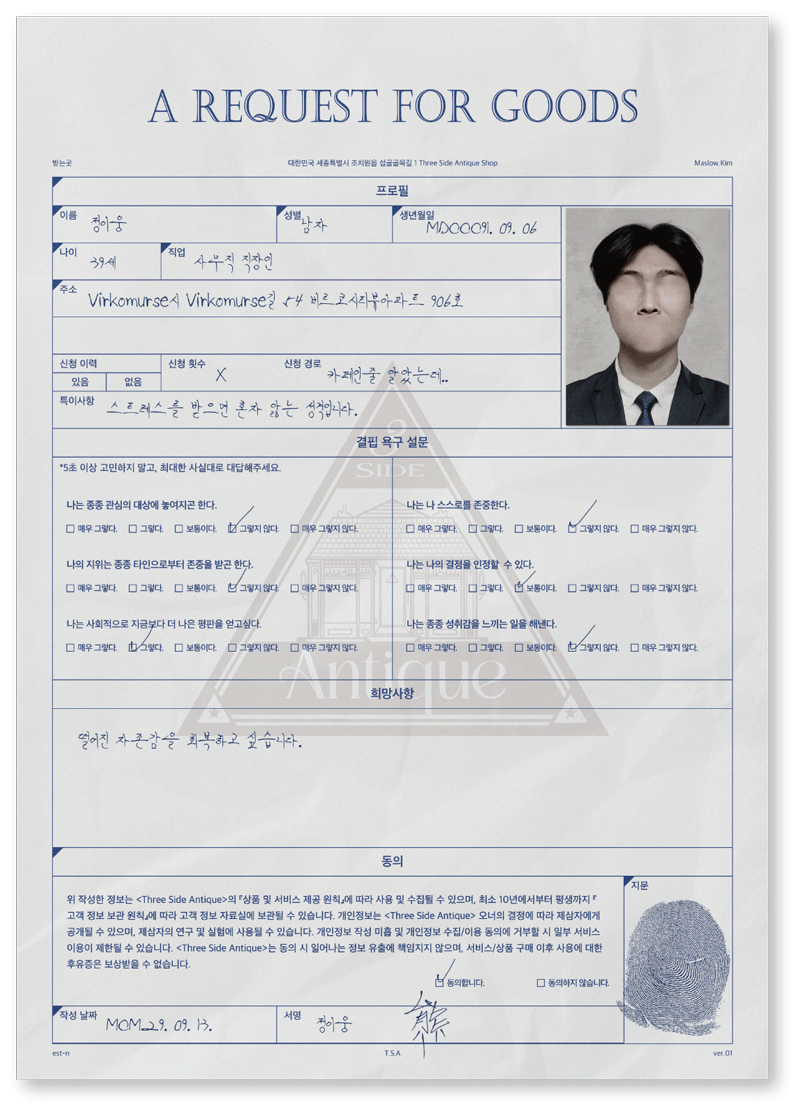 A REQUEST FOR GOODS
받는곳 대한민국 세종특별시 조치원읍 섭골골목길 1 Three Side Antique Shop Maslow.Kim
프로필
이름 정이웅 성별 남자 생년월일 MD00091. 09. 06
나이 39세 직업 사무직 직장인
주소 Virkomurse시 Virkomurse길 54 비르코시티뷰아파트 906호
신청 이력 신청 횟수 X 신청 경로 카페인줄 알았는데..
있음 없음
특이사항 스트레스를 받으면 혼자 앓는 성격입니다.
결핍 욕구 설문
*5초 이상 고민하지 말고, 최대한 사실대로 대답해주세요.
3
SIDE
나는 종종 관심의 대상에 놓여지곤 한다.
매우 그렇다. 그렇다. 보통이다. 그렇지 않다. 매우 그렇지 않다.
나의 지위는 종종 타인으로부터 존중을 받곤 한다.
매우 그렇다. 그렇다. 보통이다. 그렇지 않다. 매우 그렇지 않다.
나는 사회적으로 지금보다 더 나은 평판을 얻고싶다.
매우 그렇다. 그렇다. 보통이다. 그렇지 않다. 매우 그렇지 않다.
나는 나 스스로를 존중한다.
매우 그렇다. 그렇다. 보통이다. 그렇지 않다. 매우 그렇지 않다.
나는 나의 결점을 인정할 수 있다.
매우 그렇다. 그렇다. 보통이다. 그렇지 않다. 매우 그렇지 않다.
나는 종종 성취감을 느끼는 일을 해낸다.
매우 그렇다. 그렇다. 보통이다. 그렇지 않다. 매우 그렇지 않다.
Antique
희망사항
떨어진 자존감을 회복하고 싶습니다.
동의
위 작성한 정보는 <Three Side Antique>의 『상품 및 서비스 제공 원칙』에 따라 사용 및 수집될 수 있으며, 최소 10년에서부터 평생까지 『
고객 정보 보관 원칙』에 따라 고객 정보 자료실에 보관될 수 있습니다. 개인정보는 <Three Side Antique> 오너의 결정에 따라 제삼자에게
공개될 수 있으며, 제삼자의 연구 및 실험에 사용될 수 있습니다. 개인정보 작성 미흡 및 개인정보 수집/이용 동의에 거부할 시 일부 서비스
이용이 제한될 수 있습니다. <Three Side Antique>는 동의 시 일어나는 정보 유출에 책임지지 않으며, 서비스/상품 구매 이후 사용에 대한
후유증은 보상받을 수 없습니다.
동의합니다. 동의하지 않습니다.
지문
작성 날짜 MOM29. 09. 13. 서명 정이웅
est-n T.S.A ver.01